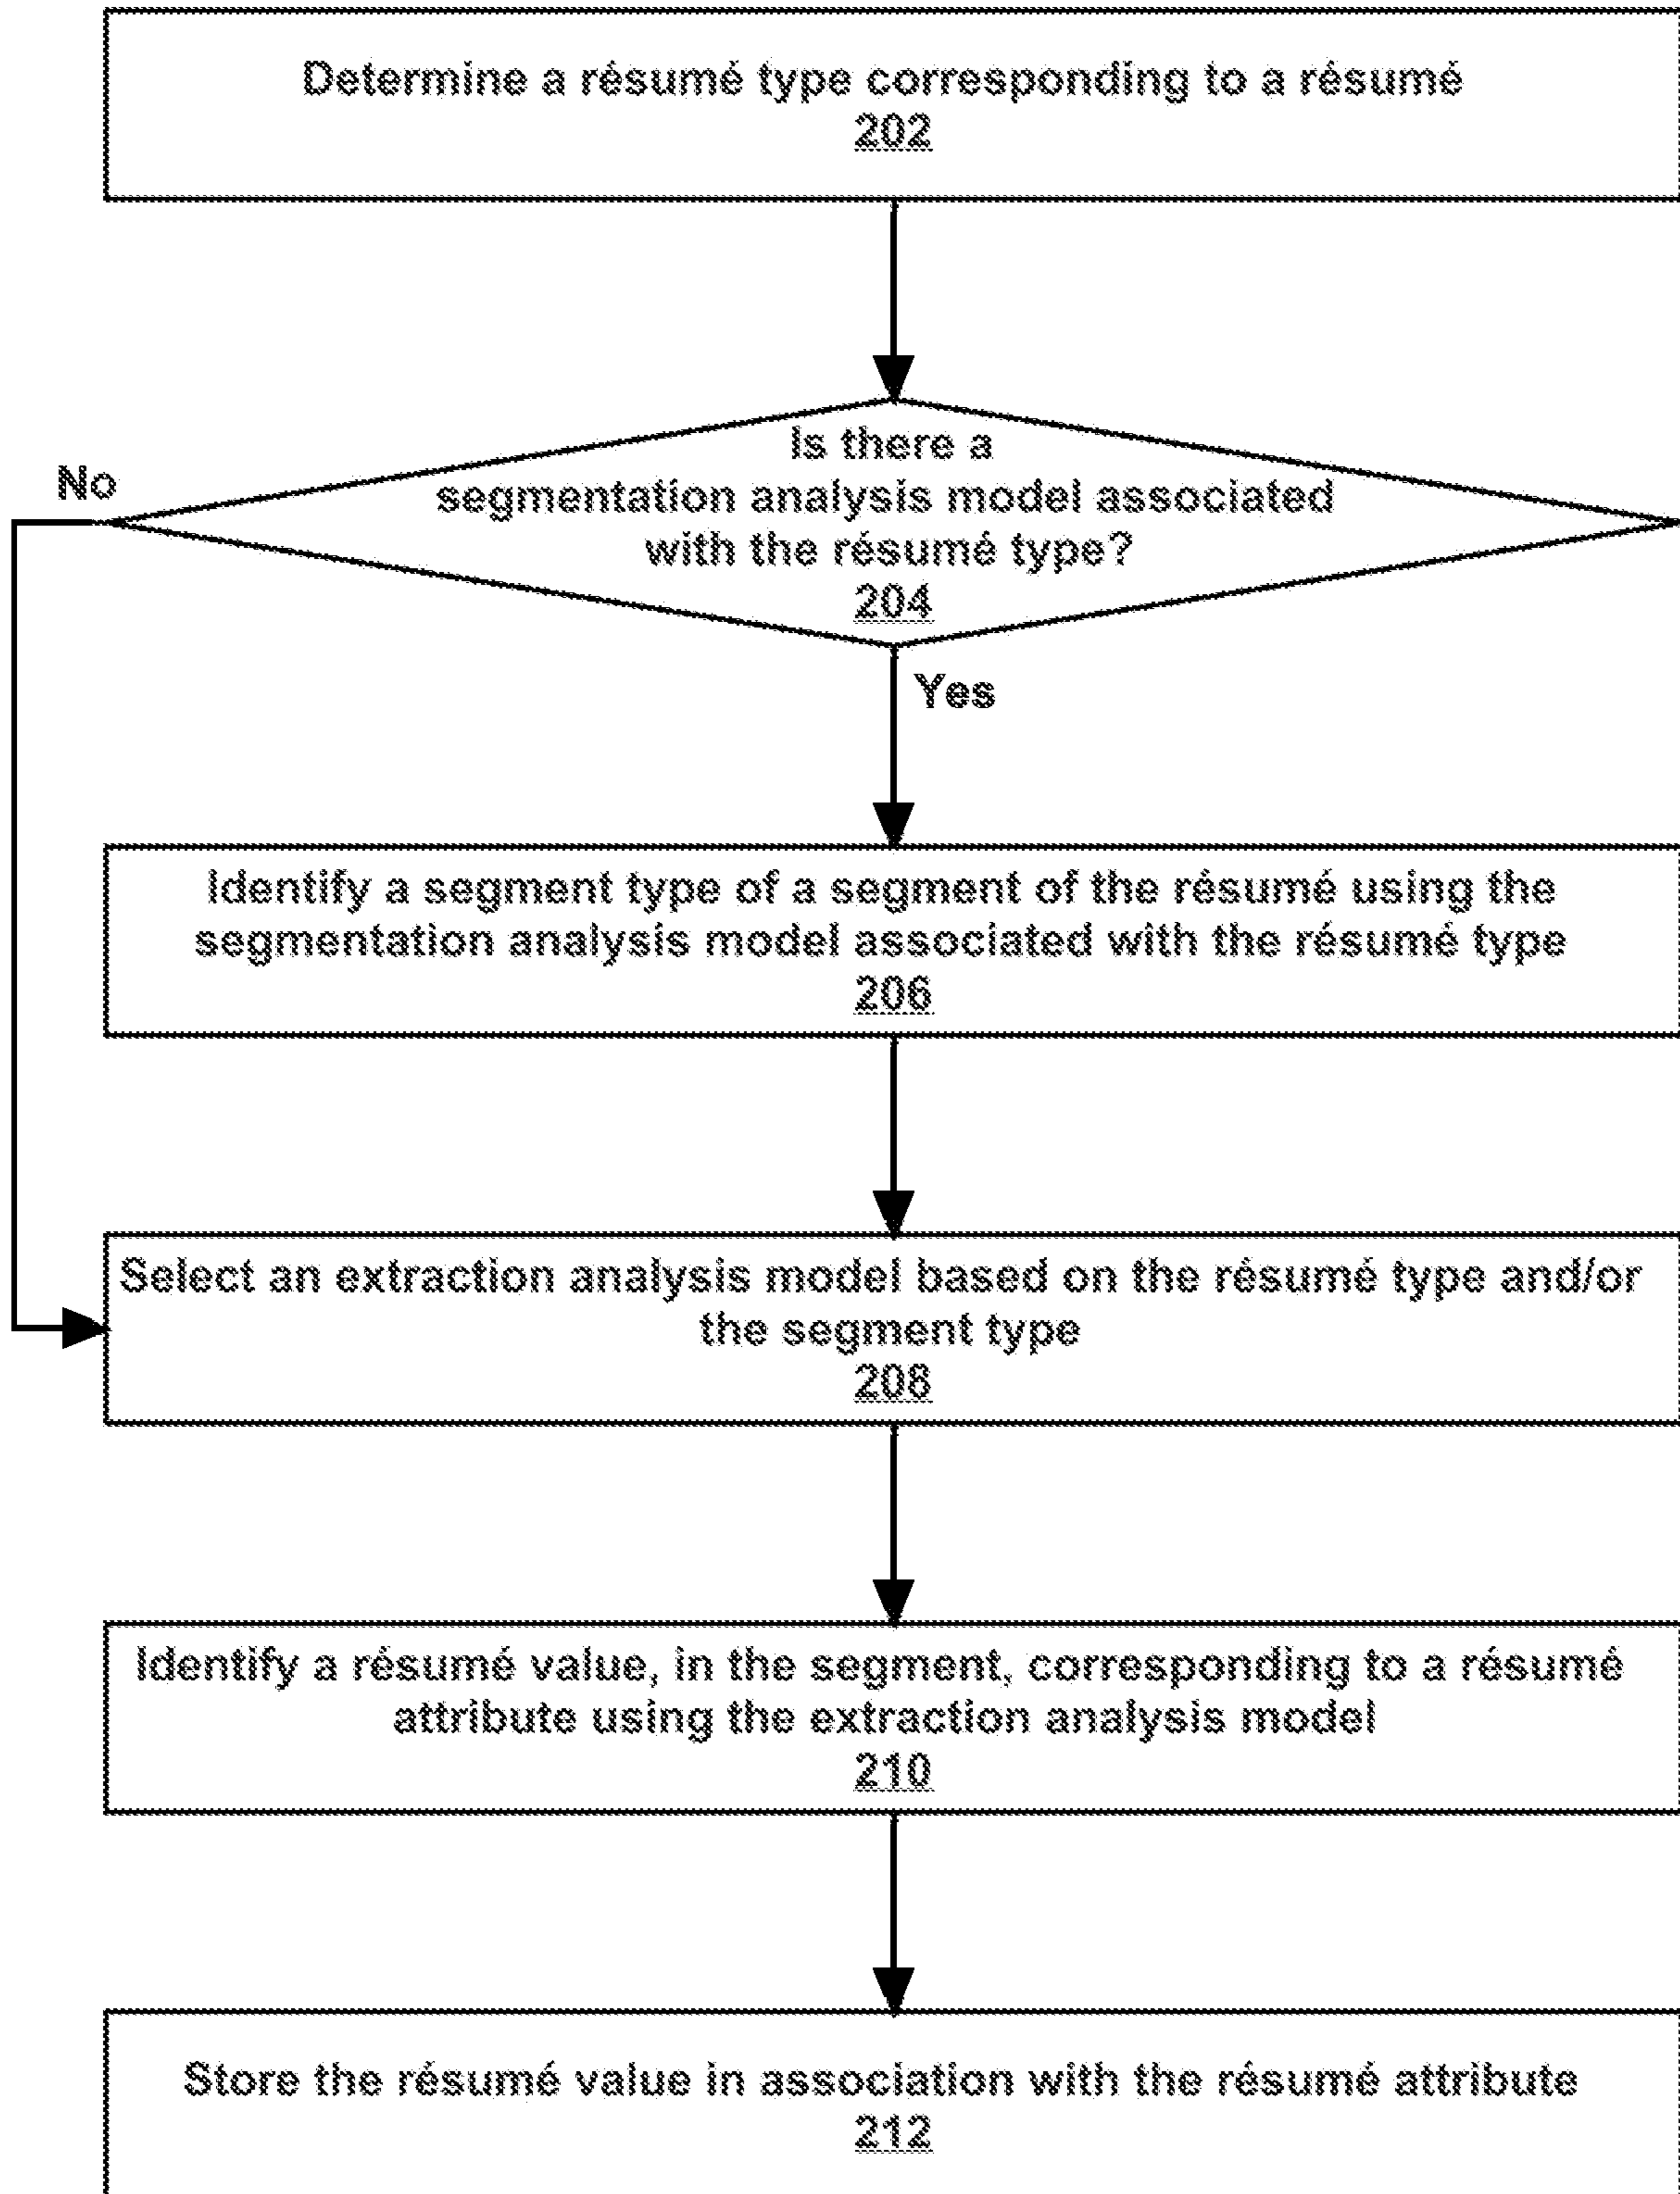 Determine a résumé type corresponding to a résumé
202
Is there a
No
segmentation analysis model associated
with the résumé type?
204
Yes
Identify a segment type of a segment of the résumé using the
segmentation analysis model associated with the résumé type
206
Select an extraction analysis model based on the résumé type and/or
the segment type
208
Identify a résumé value, in the segment, corresponding to a résumé
attribute using the extraction analysis model
210
Store the résumé value in association with the résumé attribute
212